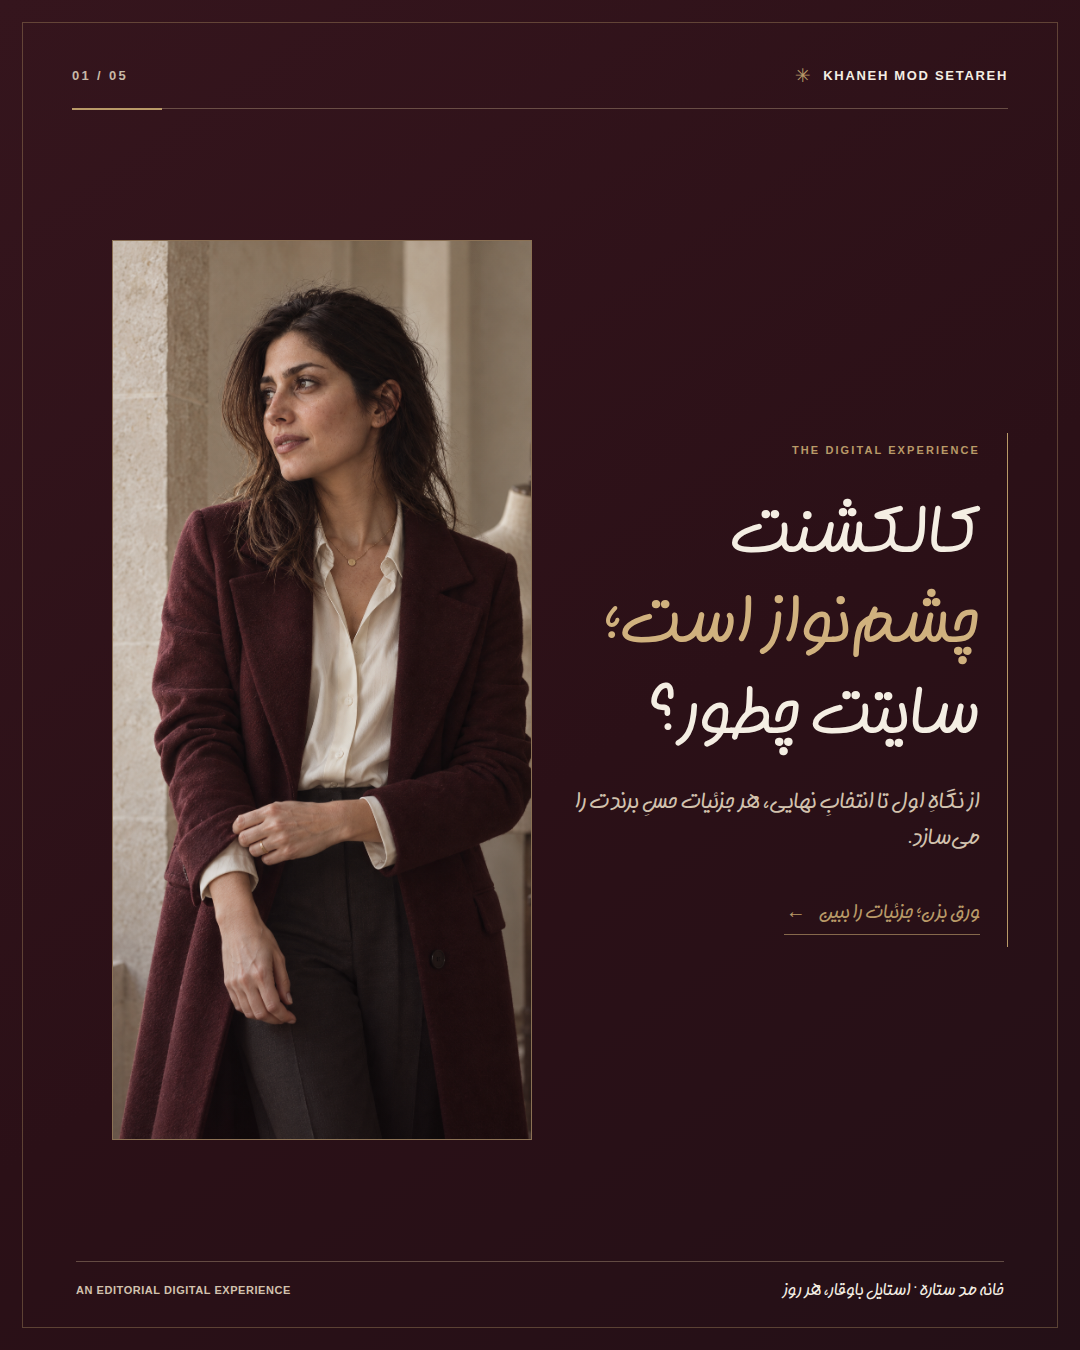 01 / 05
✳ KHANEH MOD SETAREH
THE DIGITAL EXPERIENCE
کالکشنت
چشم‌نواز است؛
سایتت چطور؟
از نگاهِ اول تا انتخابِ نهایی، هر جزئیات حسِ برندت را
می‌سازد.
ورق بزن؛ جزئیات را ببین ←
AN EDITORIAL DIGITAL EXPERIENCE
خانه مد ستاره · استایل باوقار، هر روز